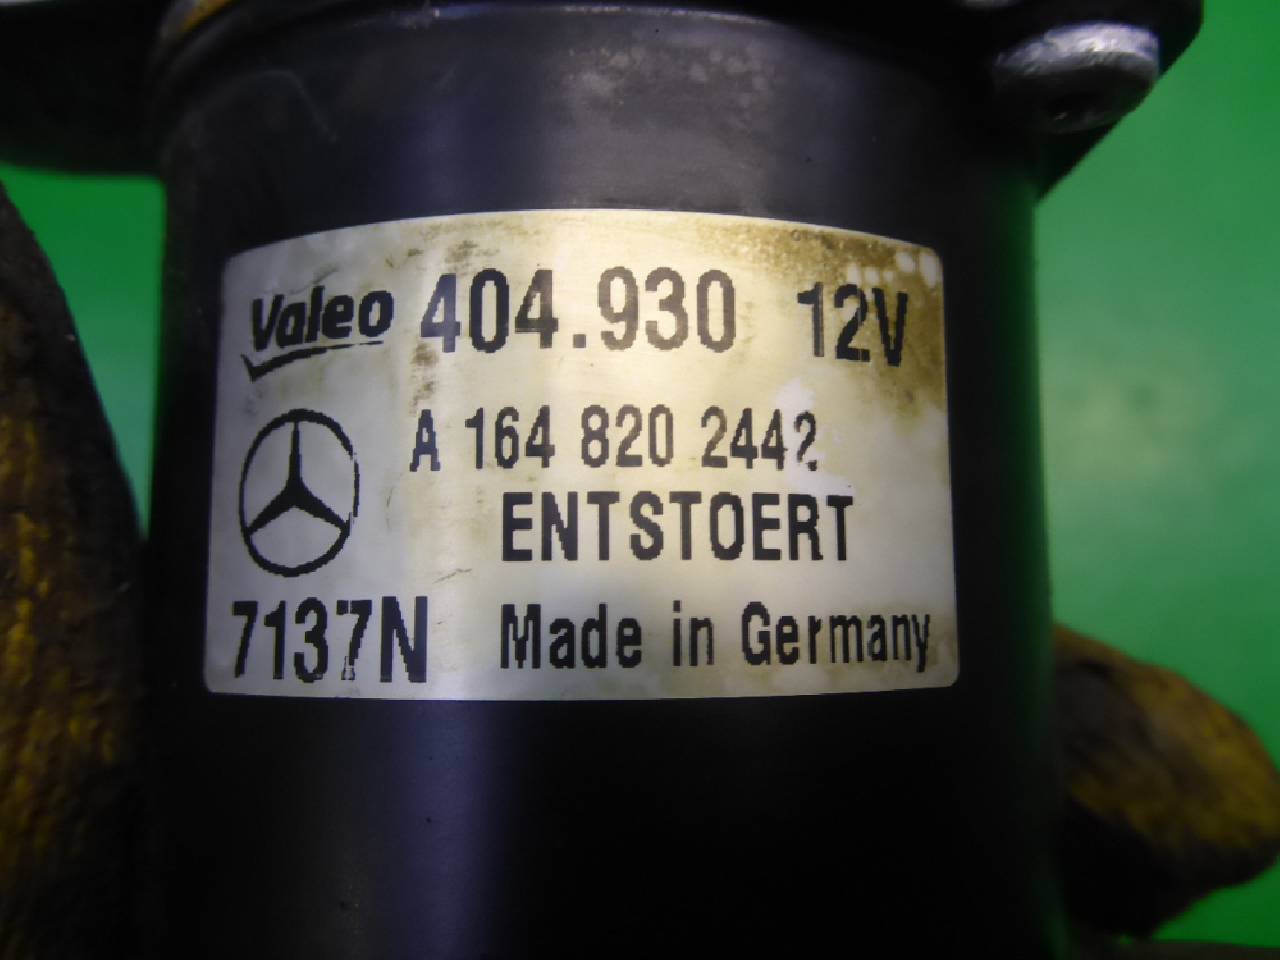 Valeo 404.930 12V
A 164 820 2442
ENTSTOERT
7137N Made in Germany